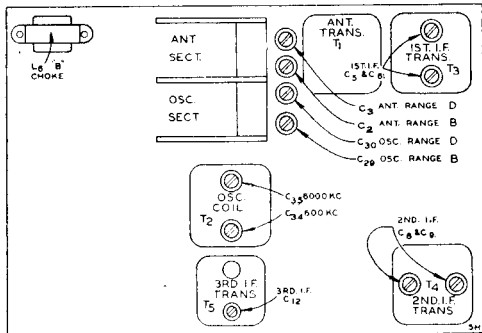 L6 "B"
CHOKE
ANT
SECT.
OSC.
SECT
ANT.
TRANS.
T1
1ST. I.F.
C5 & C6.
1ST. I.F.
TRANS.
T3
C3 ANT. RANGE D
C2 ANT. RANGE B
C30 OSC. RANGE D
C29 OSC. RANGE B
OSC.
COIL
T2
C35 6000 KC
C34 600 KC
3RD. I.F.
TRANS
T5
3RD. I.F.
C12
2ND. I.F.
C8 & C9.
T4
2ND. I.F.
TRANS